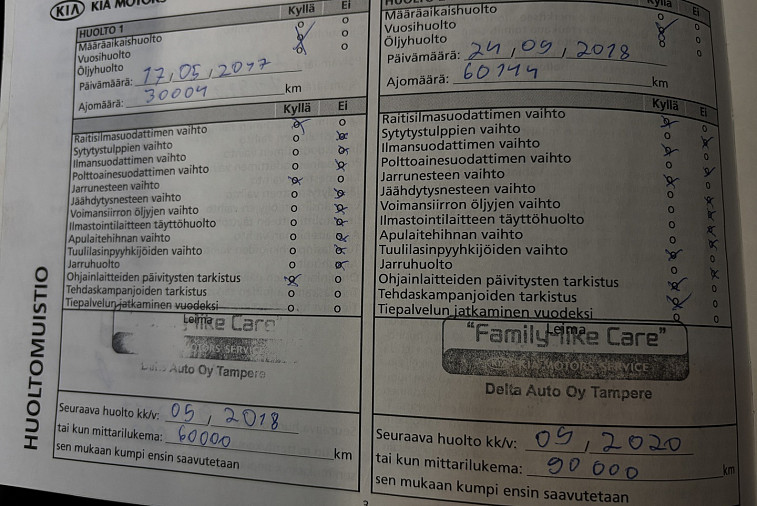 KIA KIA MOTORS
HUOLTO 1
Kyllä Ei
Määräaikaishuolto
Vuosihuolto
Öljyhuolto
Päivämäärä: 17,05,2017
Ajomäärä: 30004 km
Kyllä Ei
Raitisilmasuodattimen vaihto
Sytytystulppien vaihto
Ilmansuodattimen vaihto
Polttoainesuodattimen vaihto
Jarrunesteen vaihto
Jäähdytysnesteen vaihto
Voimansiirron öljyjen vaihto
Ilmastointilaitteen täyttöhuolto
Apulaitehihnan vaihto
Tuulilasinpyyhkijöiden vaihto
Jarruhuolto
Ohjainlaitteiden päivitysten tarkistus
Tehdaskampanjoiden tarkistus
Tiepalvelun jatkaminen vuodeksi
Leima
-like Care
MOTORS SERVICE
Auto Oy Tampere
Seuraava huolto kk/v: 05, 2018
tai kun mittarilukema: 60000 km
sen mukaan kumpi ensin saavutetaan
HUOLTOMUISTIO
Kyllä Ei
Määräaikaishuolto
Vuosihuolto
Öljyhuolto
Päivämäärä: 24,09,2018
Ajomäärä: 60144 km
Kyllä Ei
Raitisilmasuodattimen vaihto
Sytytystulppien vaihto
Ilmansuodattimen vaihto
Polttoainesuodattimen vaihto
Jarrunesteen vaihto
Jäähdytysnesteen vaihto
Voimansiirron öljyjen vaihto
Ilmastointilaitteen täyttöhuolto
Apulaitehihnan vaihto
Tuulilasinpyyhkijöiden vaihto
Jarruhuolto
Ohjainlaitteiden päivitysten tarkistus
Tehdaskampanjoiden tarkistus
Tiepalvelun jatkaminen vuodeksi
Leima
"Family-like Care"
KIA MOTORS SERVICE
Delta Auto Oy Tampere
Seuraava huolto kk/v: 09, 2020
tai kun mittarilukema: 90 000 km
sen mukaan kumpi ensin saavutetaan